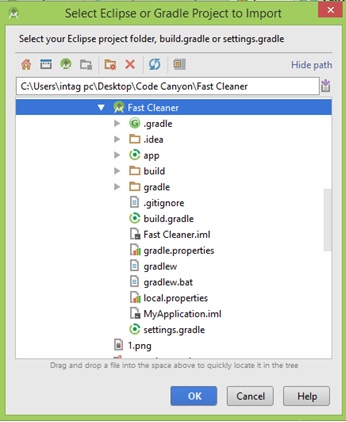 Select Eclipse or Gradle Project to Import
Select your Eclipse project folder, build.gradle or settings.gradle
Hide path
C:\Users\intag pc\Desktop\Code Canyon\Fast Cleaner
Fast Cleaner
.gradle
.idea
app
build
gradle
.gitignore
build.gradle
Fast Cleaner.iml
gradle.properties
gradlew
gradlew.bat
local.properties
MyApplication.iml
settings.gradle
1.png
Drag and drop a file into the space above to quickly locate it in the tree
OK Cancel Help